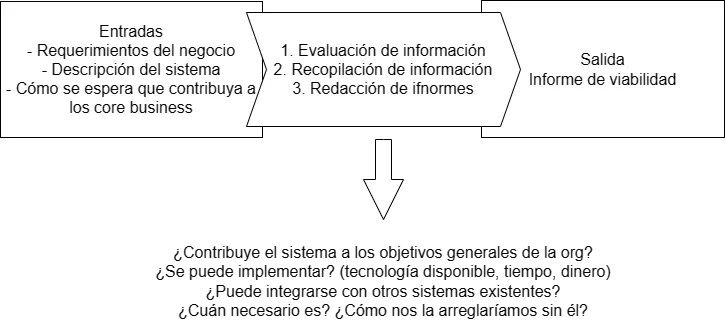 Entradas
- Requerimientos del negocio
- Descripción del sistema
- Cómo se espera que contribuya a
los core business
1. Evaluación de información
2. Recopilación de información
3. Redacción de ifnormes
Salida
Informe de viabilidad
¿Contribuye el sistema a los objetivos generales de la org?
¿Se puede implementar? (tecnología disponible, tiempo, dinero)
¿Puede integrarse con otros sistemas existentes?
¿Cuán necesario es? ¿Cómo nos la arreglaríamos sin él?